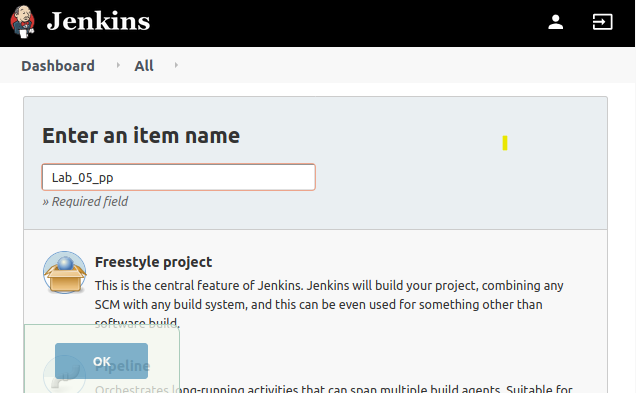 Jenkins
Dashboard
All
Enter an item name
Lab_05_pp
» Required field
Freestyle project
This is the central feature of Jenkins. Jenkins will build your project, combining any
SCM with any build system, and this can be even used for something other than
software build.
OK
Pipeline
Orchestrates long-running activities that can span multiple build agents. Suitable for